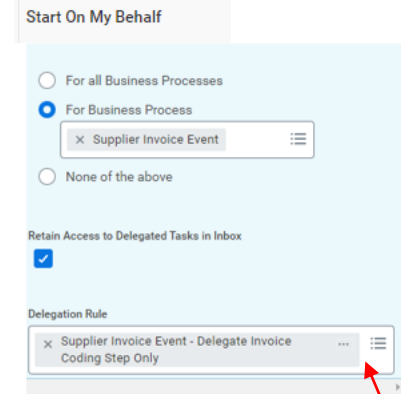 Start On My Behalf
For all Business Processes
For Business Process
× Supplier Invoice Event
None of the above
Retain Access to Delegated Tasks in Inbox
Delegation Rule
× Supplier Invoice Event - Delegate Invoice ...
Coding Step Only